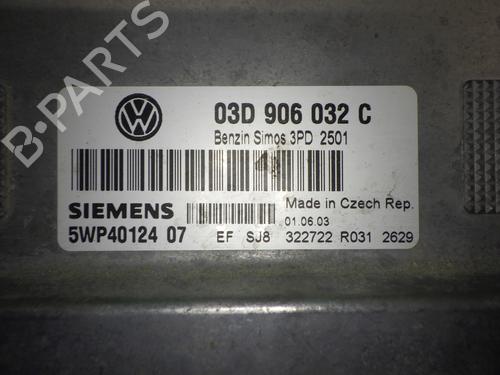 03D 906 032 C
Benzin Simos 3PD 2501
SIEMENS
Made in Czech Rep.
01.06.03
5WP40124 07 EF SJ8 322722 R031 2629
B-PARTS